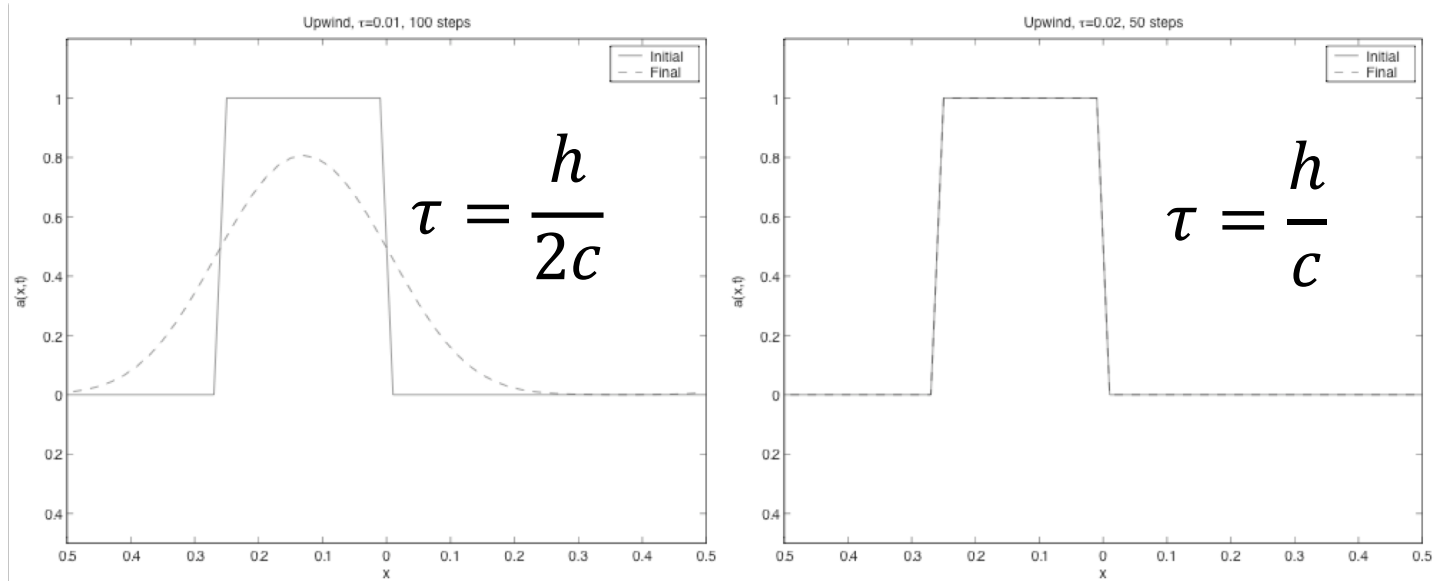 Upwind, τ=0.01, 100 steps
Initial
Final
1
0.8
0.6
0.4
0.2
0
0.2
0.4
a(x,t)
0.5 0.4 0.3 0.2 0.1 0 0.1 0.2 0.3 0.4 0.5
x
τ = h/2c
Upwind, τ=0.02, 50 steps
Initial
Final
1
0.8
0.6
0.4
0.2
0
0.2
0.4
a(x,t)
0.5 0.4 0.3 0.2 0.1 0 0.1 0.2 0.3 0.4 0.5
x
τ = h/c